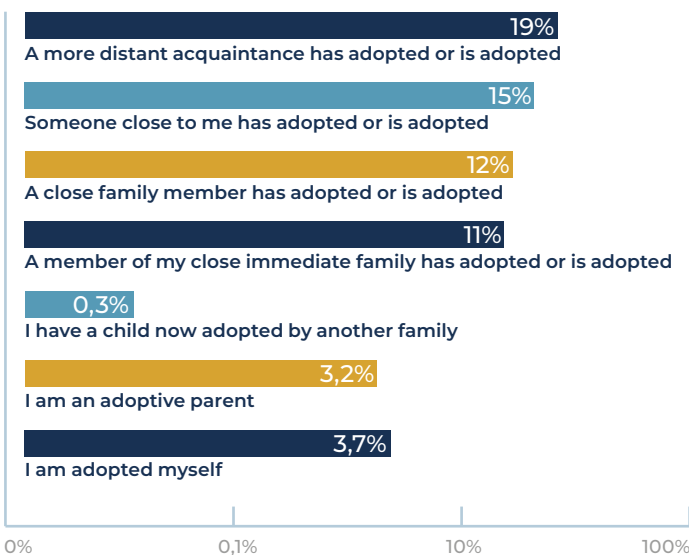 19%
A more distant acquaintance has adopted or is adopted
15%
Someone close to me has adopted or is adopted
12%
A close family member has adopted or is adopted
11%
A member of my close immediate family has adopted or is adopted
0,3%
I have a child now adopted by another family
3,2%
I am an adoptive parent
3,7%
I am adopted myself
0% 0,1% 10% 100%